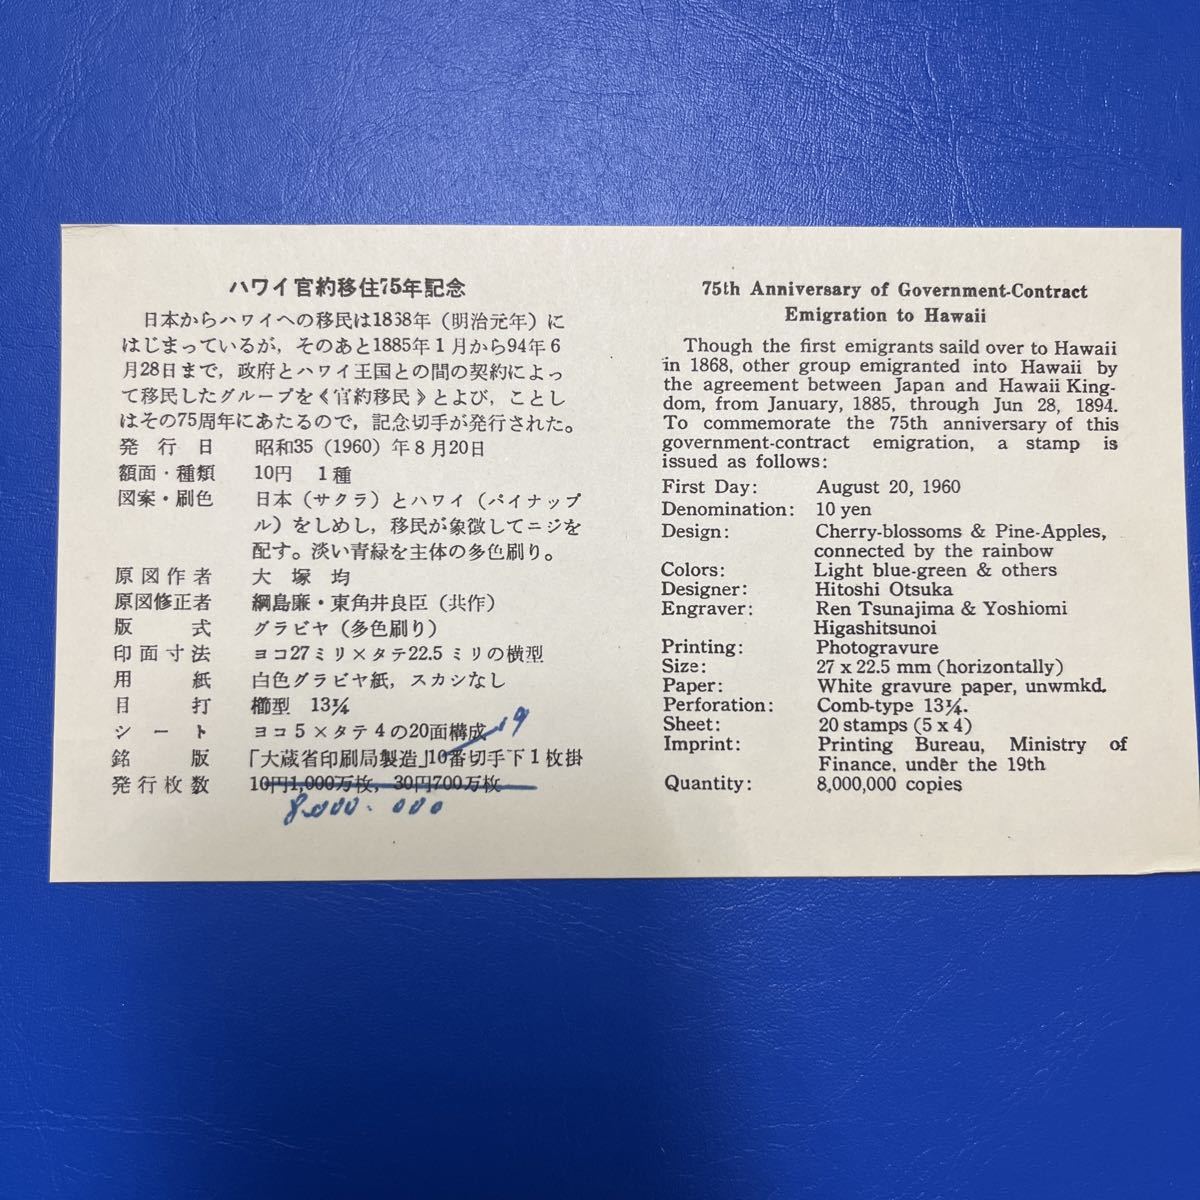 ハワイ官約移住75年記念
日本からハワイへの移民は1868年（明治元年）に
はじまっているが，そのあと1885年1月から94年6
月28日まで，政府とハワイ王国との間の契約によっ
て移民したグループを《官約移民》とよび，ことし
はその75周年にあたるので，記念切手が発行された。
発行日 昭和35（1960）年8月20日
額面・種類 10円 1種
図案・刷色 日本（サクラ）とハワイ（パイナップ
ル）をしめし，移民が象徴してニジを
配す。淡い青緑を主体の多色刷り。
原図作者 大塚均
原図修正者 綱島廉・東角井良臣（共作）
版式 グラビヤ（多色刷り）
印面寸法 ヨコ27ミリ×タテ22.5ミリの横型
用紙 白色グラビヤ紙，スカシなし
目打 櫛型 13¼
シート ヨコ5×タテ4の20面構成
19
銘版 「大蔵省印刷局製造」10番切手下1枚掛
発行枚数 10円1,000万枚，30円700万枚
8,000.000
75th Anniversary of Government-Contract
Emigration to Hawaii
Though the first emigrants saild over to Hawaii
in 1868, other group emigranted into Hawaii by
the agreement between Japan and Hawaii King-
dom, from January, 1885, through Jun 28, 1894.
To commemorate the 75th anniversary of this
government-contract emigration, a stamp is
issued as follows:
First Day: August 20, 1960
Denomination: 10 yen
Design: Cherry-blossoms & Pine-Apples,
connected by the rainbow
Colors: Light blue-green & others
Designer: Hitoshi Otsuka
Engraver: Ren Tsunajima & Yoshiomi
Higashitsunoi
Printing: Photogravure
Size: 27 x 22.5 mm (horizontally)
Paper: White gravure paper, unwmkd.
Perforation: Comb-type 13¼.
Sheet: 20 stamps (5 x 4)
Imprint: Printing Bureau, Ministry of
Finance, under the 19th
Quantity: 8,000,000 copies